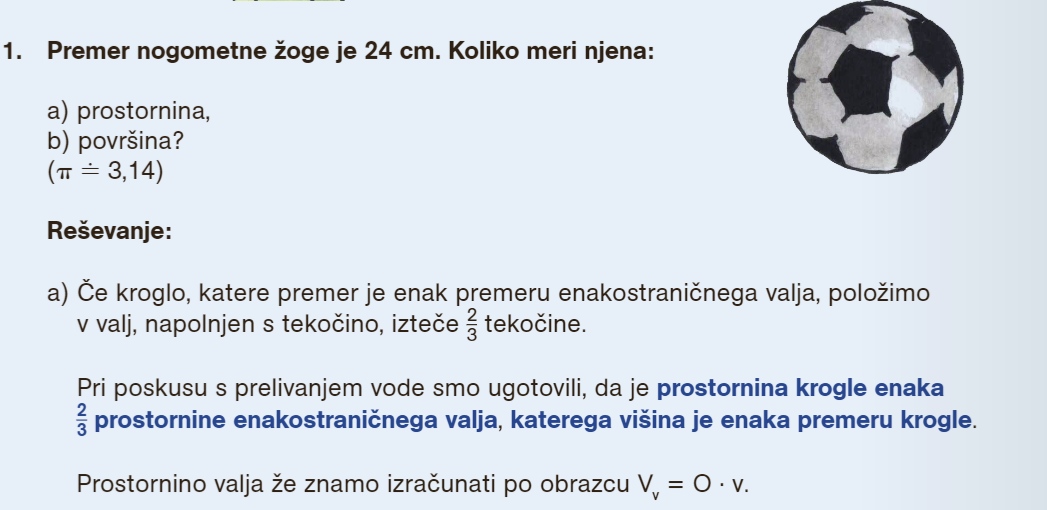 1. Premer nogometne žoge je 24 cm. Koliko meri njena:
a) prostornina,
b) površina?
(π ≐ 3,14)
Reševanje:
a) Če kroglo, katere premer je enak premeru enakostraničnega valja, položimo
v valj, napolnjen s tekočino, izteče 2/3 tekočine.
Pri poskusu s prelivanjem vode smo ugotovili, da je prostornina krogle enaka
2/3 prostornine enakostraničnega valja, katerega višina je enaka premeru krogle.
Prostornino valja že znamo izračunati po obrazcu Vᵥ = O · v.